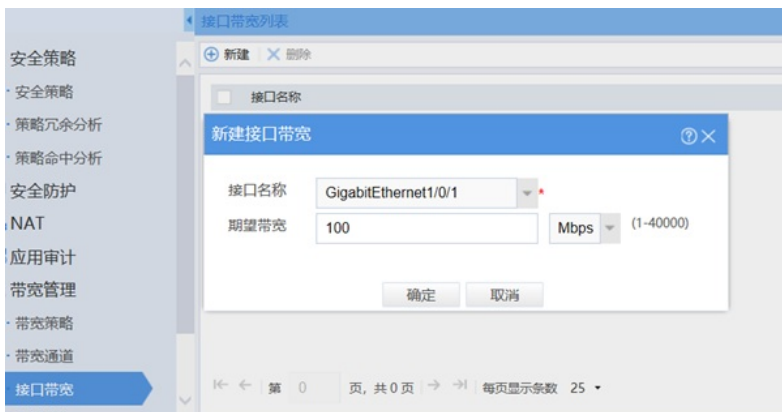 接口带宽列表
新建 删除
接口名称
安全策略
安全策略
策略冗余分析
策略命中分析
安全防护
NAT
应用审计
带宽管理
带宽策略
带宽通道
接口带宽
新建接口带宽
接口名称 GigabitEthernet1/0/1 *
期望带宽 100 Mbps (1-40000)
确定 取消
第 0 页, 共 0 页 每页显示条数 25